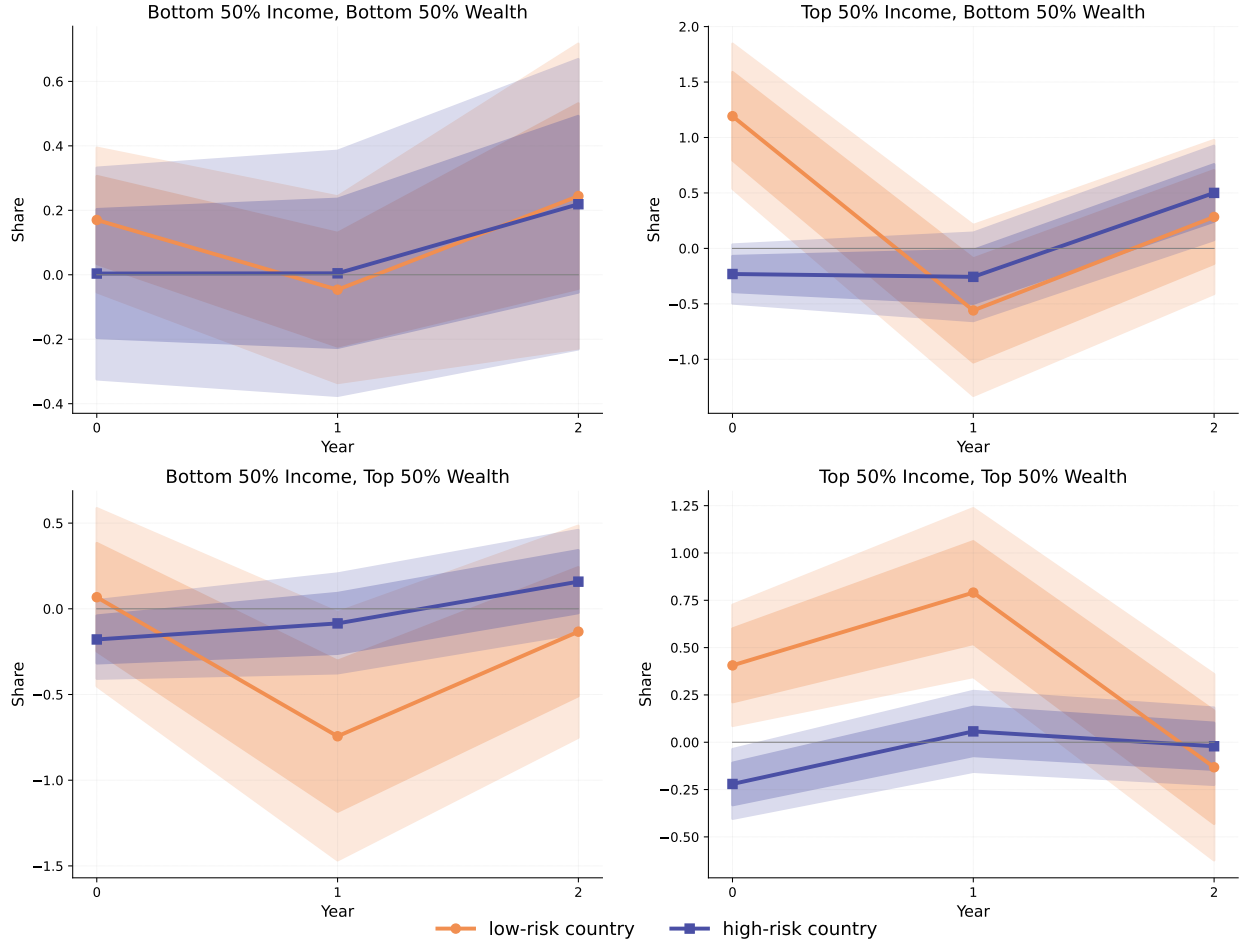 Bottom 50% Income, Bottom 50% Wealth
Share
0.6
0.4
0.2
0.0
−0.2
−0.4
0
1
2
Year
Top 50% Income, Bottom 50% Wealth
Share
2.0
1.5
1.0
0.5
0.0
−0.5
−1.0
0
1
2
Year
Bottom 50% Income, Top 50% Wealth
Share
0.5
0.0
−0.5
−1.0
−1.5
0
1
2
Year
Top 50% Income, Top 50% Wealth
Share
1.25
1.00
0.75
0.50
0.25
0.00
−0.25
−0.50
0
1
2
Year
low-risk country
high-risk country